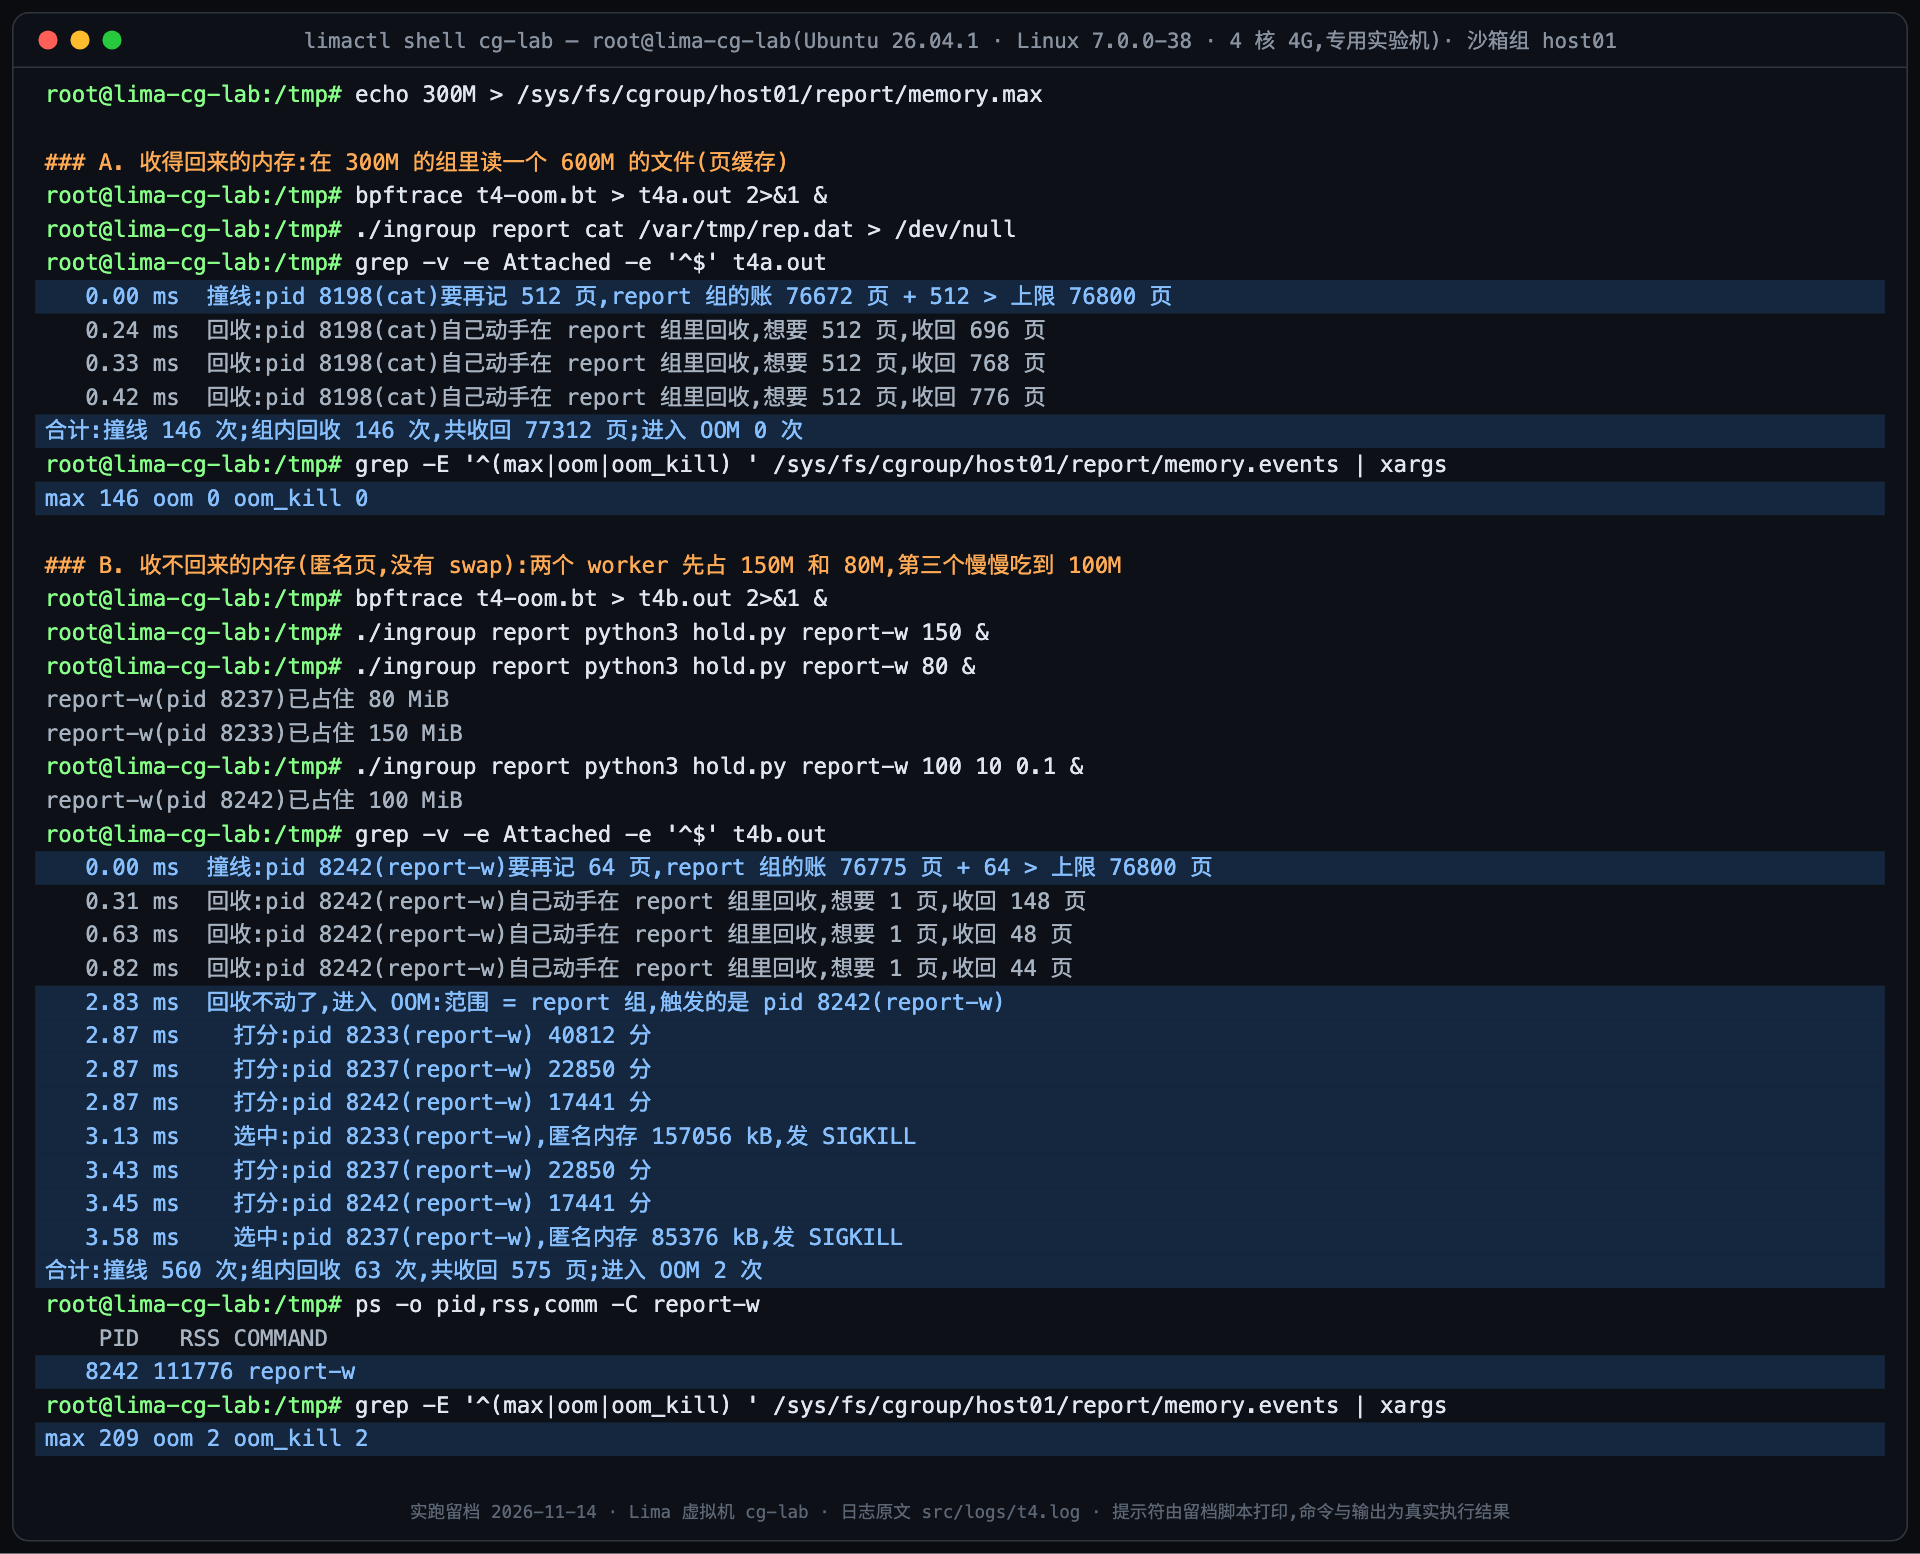 limactl shell cg-lab — root@lima-cg-lab(Ubuntu 26.04.1 · Linux 7.0.0-38 · 4 核 4G,专用实验机)· 沙箱组 host01
root@lima-cg-lab:/tmp# echo 300M > /sys/fs/cgroup/host01/report/memory.max
### A. 收得回来的内存:在 300M 的组里读一个 600M 的文件(页缓存)
root@lima-cg-lab:/tmp# bpftrace t4-oom.bt > t4a.out 2>&1 &
root@lima-cg-lab:/tmp# ./ingroup report cat /var/tmp/rep.dat > /dev/null
root@lima-cg-lab:/tmp# grep -v -e Attached -e '^$' t4a.out
0.00 ms 撞线:pid 8198(cat)要再记 512 页,report 组的账 76672 页 + 512 > 上限 76800 页
0.24 ms 回收:pid 8198(cat)自己动手在 report 组里回收,想要 512 页,收回 696 页
0.33 ms 回收:pid 8198(cat)自己动手在 report 组里回收,想要 512 页,收回 768 页
0.42 ms 回收:pid 8198(cat)自己动手在 report 组里回收,想要 512 页,收回 776 页
合计:撞线 146 次;组内回收 146 次,共收回 77312 页;进入 OOM 0 次
root@lima-cg-lab:/tmp# grep -E '^(max|oom|oom_kill) ' /sys/fs/cgroup/host01/report/memory.events | xargs
max 146 oom 0 oom_kill 0
### B. 收不回来的内存(匿名页,没有 swap):两个 worker 先占 150M 和 80M,第三个慢慢吃到 100M
root@lima-cg-lab:/tmp# bpftrace t4-oom.bt > t4b.out 2>&1 &
root@lima-cg-lab:/tmp# ./ingroup report python3 hold.py report-w 150 &
root@lima-cg-lab:/tmp# ./ingroup report python3 hold.py report-w 80 &
report-w(pid 8237)已占住 80 MiB
report-w(pid 8233)已占住 150 MiB
root@lima-cg-lab:/tmp# ./ingroup report python3 hold.py report-w 100 10 0.1 &
report-w(pid 8242)已占住 100 MiB
root@lima-cg-lab:/tmp# grep -v -e Attached -e '^$' t4b.out
0.00 ms 撞线:pid 8242(report-w)要再记 64 页,report 组的账 76775 页 + 64 > 上限 76800 页
0.31 ms 回收:pid 8242(report-w)自己动手在 report 组里回收,想要 1 页,收回 148 页
0.63 ms 回收:pid 8242(report-w)自己动手在 report 组里回收,想要 1 页,收回 48 页
0.82 ms 回收:pid 8242(report-w)自己动手在 report 组里回收,想要 1 页,收回 44 页
2.83 ms 回收不动了,进入 OOM:范围 = report 组,触发的是 pid 8242(report-w)
2.87 ms 打分:pid 8233(report-w) 40812 分
2.87 ms 打分:pid 8237(report-w) 22850 分
2.87 ms 打分:pid 8242(report-w) 17441 分
3.13 ms 选中:pid 8233(report-w),匿名内存 157056 kB,发 SIGKILL
3.43 ms 打分:pid 8237(report-w) 22850 分
3.45 ms 打分:pid 8242(report-w) 17441 分
3.58 ms 选中:pid 8237(report-w),匿名内存 85376 kB,发 SIGKILL
合计:撞线 560 次;组内回收 63 次,共收回 575 页;进入 OOM 2 次
root@lima-cg-lab:/tmp# ps -o pid,rss,comm -C report-w
PID RSS COMMAND
8242 111776 report-w
root@lima-cg-lab:/tmp# grep -E '^(max|oom|oom_kill) ' /sys/fs/cgroup/host01/report/memory.events | xargs
max 209 oom 2 oom_kill 2
实跑留档 2026-11-14 · Lima 虚拟机 cg-lab · 日志原文 src/logs/t4.log · 提示符由留档脚本打印,命令与输出为真实执行结果